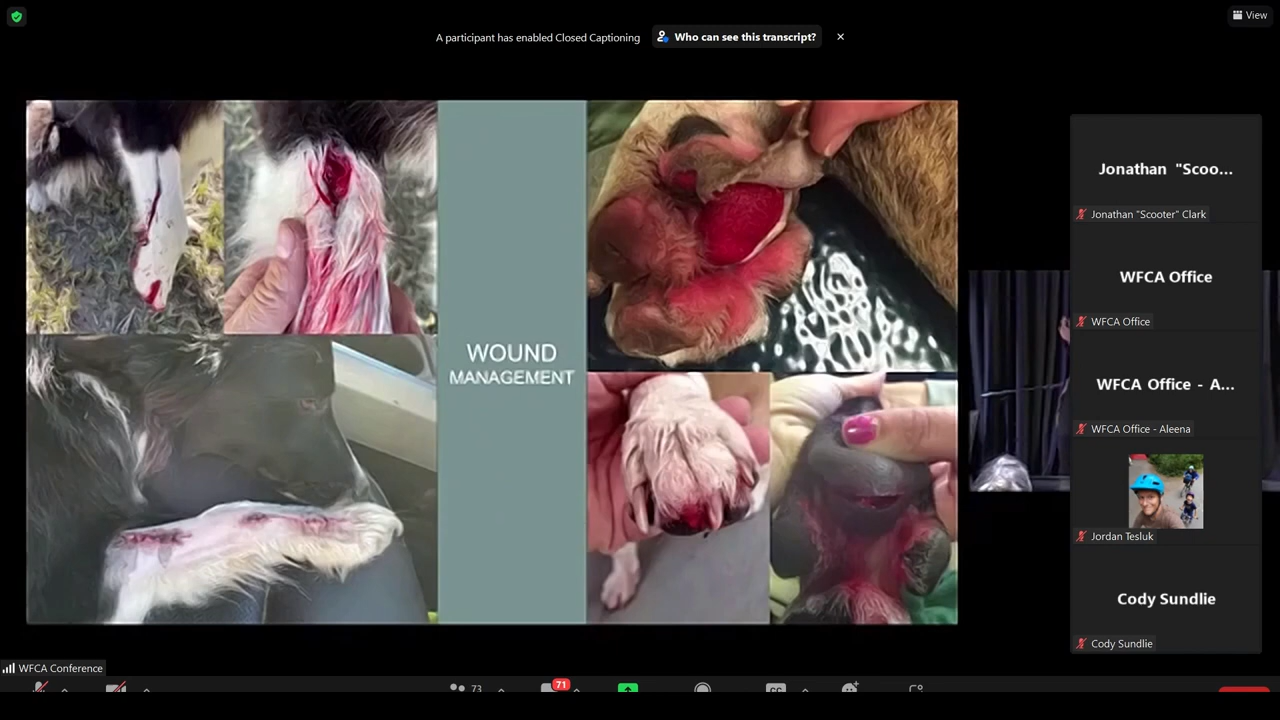 View
A participant has enabled Closed Captioning
Who can see this transcript?
WOUND
MANAGEMENT
Jonathan "Scoo...
Jonathan "Scooter" Clark
WFCA Office
WFCA Office
WFCA Office - A...
WFCA Office - Aleena
Jordan Tesluk
Cody Sundlie
Cody Sundlie
WFCA Conference
73
71
CC